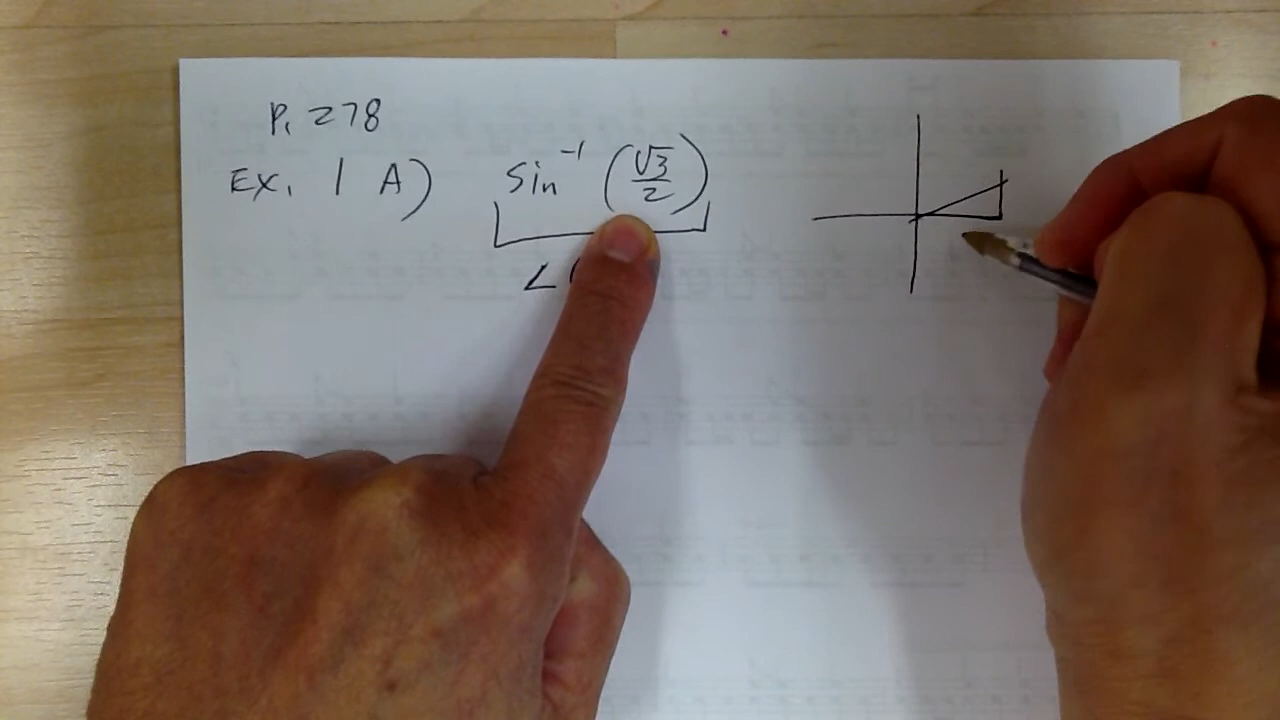 P. 278
Ex. 1 A) sin⁻¹ (√3/2)
∠